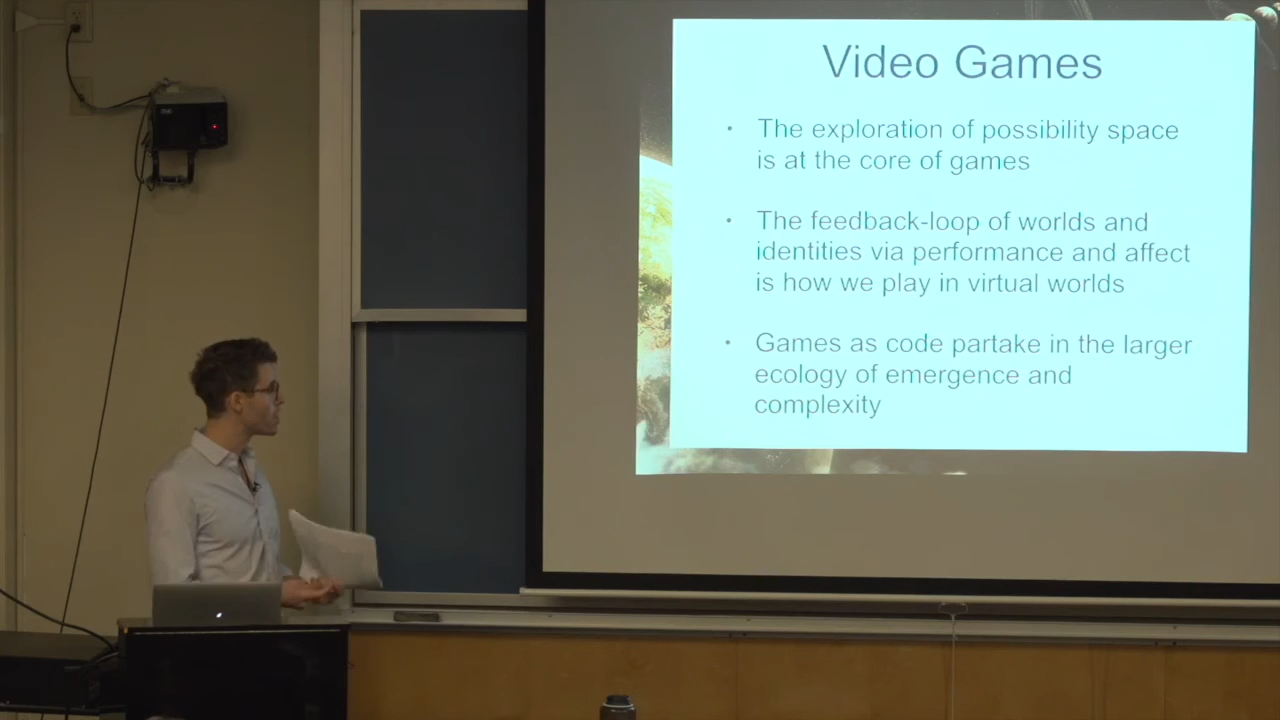 Video Games
• The exploration of possibility space
is at the core of games
• The feedback-loop of worlds and
identities via performance and affect
is how we play in virtual worlds
• Games as code partake in the larger
ecology of emergence and
complexity